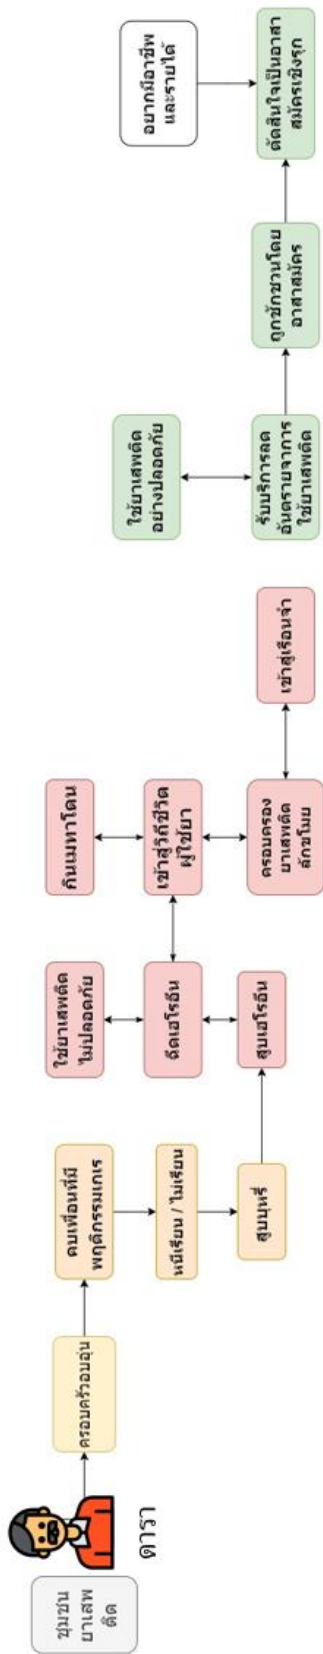 ชุมชน
ยาเสพ
ติด
ดารา
ครอบครัวอบอุ่น
คบเพื่อนที่มี
พฤติกรรมเกเร
หนีเรียน / ไม่เรียน
สูบบุหรี่
ใช้ยาเสพติด
ไม่ปลอดภัย
ฉีดเฮโรอีน
สูบเฮโรอีน
กินเมทาโดน
เข้าสู่วิถีชีวิต
ผู้ใช้ยา
ครอบครอง
ยาเสพติด
ลักขโมย
เข้าสู่เรือนจำ
ใช้ยาเสพติด
อย่างปลอดภัย
รับบริการลด
อันตรายจาการ
ใช้ยาเสพติด
ถูกชักชวนโดย
อาสาสมัคร
อยากมีอาชีพ
และรายได้
ตัดสินใจเป็นอาสา
สมัครเชิงรุก